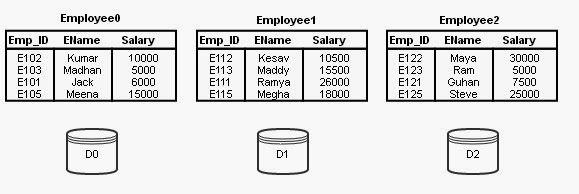 Employee0 Employee1 Employee2
Emp_ID EName Salary Emp_ID EName Salary Emp_ID EName Salary
E102 Kumar 10000 E112 Kesav 10500 E122 Maya 30000
E103 Madhan 5000 E113 Maddy 15500 E123 Ram 5000
E101 Jack 6000 E111 Ramya 26000 E121 Guhan 7500
E105 Meena 15000 E115 Megha 18000 E125 Steve 25000
D0 D1 D2